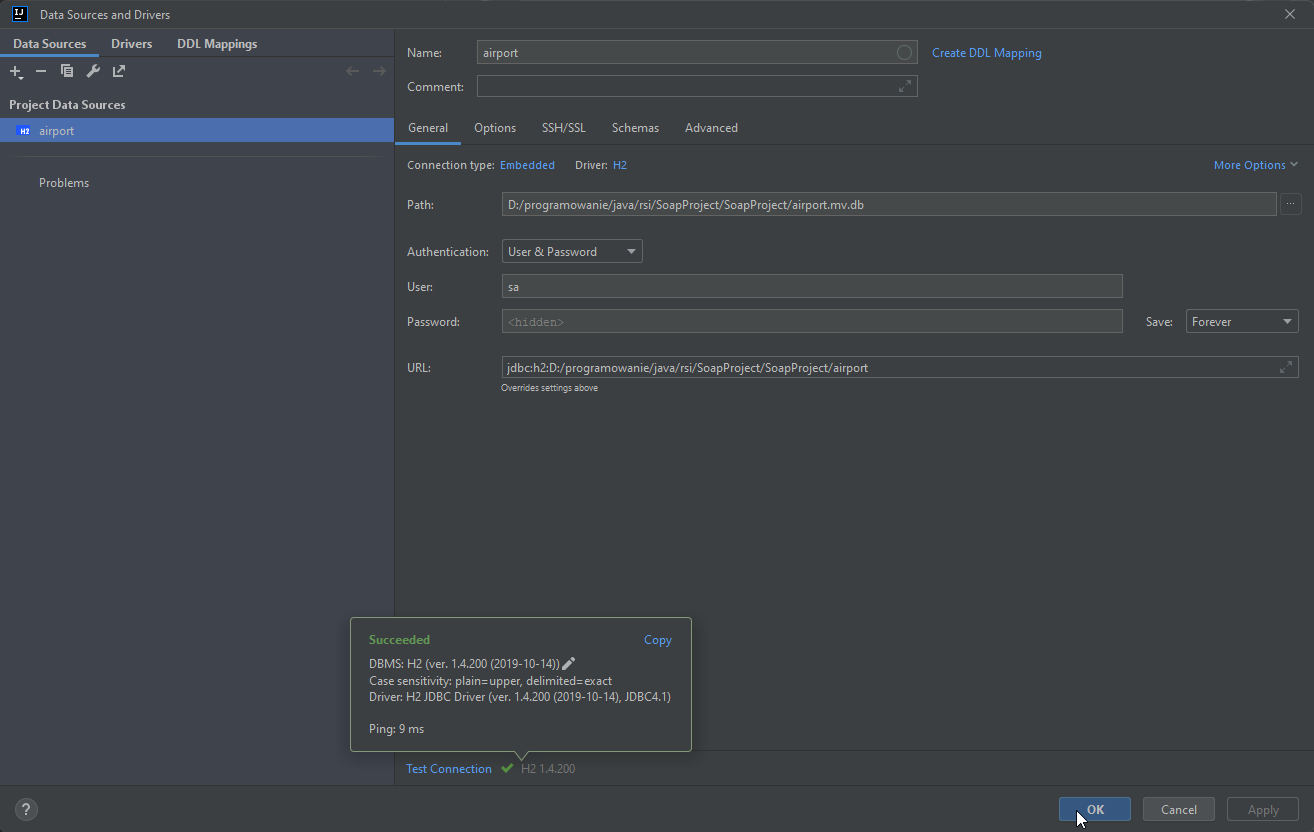 Data Sources and Drivers
Data Sources Drivers DDL Mappings
Project Data Sources
H2 airport
Problems
Name: airport Create DDL Mapping
Comment:
General Options SSH/SSL Schemas Advanced
Connection type: Embedded Driver: H2 More Options
Path: D:/programowanie/java/rsi/SoapProject/SoapProject/airport.mv.db ...
Authentication: User & Password
User: sa
Password: <hidden> Save: Forever
URL: jdbc:h2:D:/programowanie/java/rsi/SoapProject/SoapProject/airport
Overrides settings above
Succeeded Copy
DBMS: H2 (ver. 1.4.200 (2019-10-14))
Case sensitivity: plain=upper, delimited=exact
Driver: H2 JDBC Driver (ver. 1.4.200 (2019-10-14), JDBC4.1)
Ping: 9 ms
Test Connection H2 1.4.200
? OK Cancel Apply